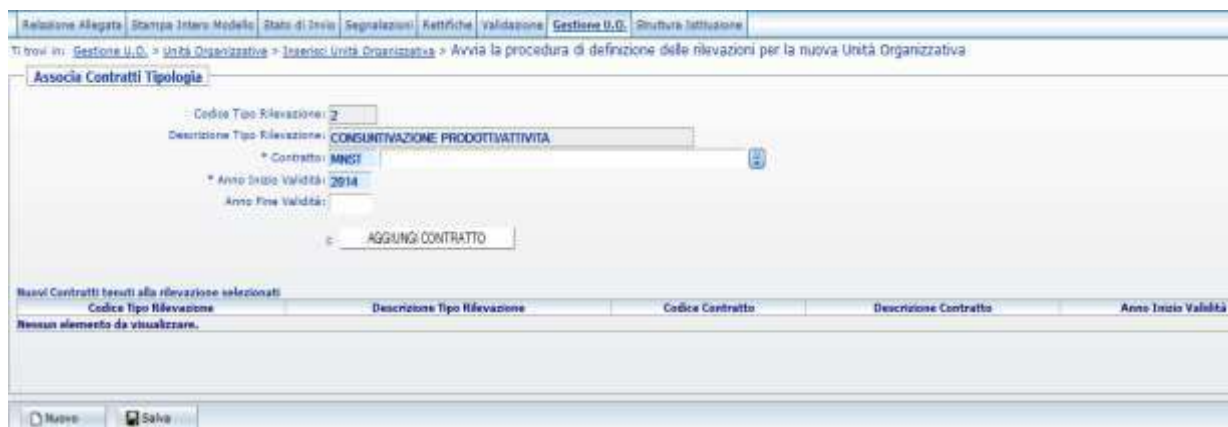 Relazione Allegata Stampa Intero Modello Stato di Invio Segnalazioni Rettifiche Validazione Gestione U.O. Struttura Istituzione
Ti trovi in: Gestione U.O. > Unità Organizzative > Inserisci Unità Organizzativa > Avvia la procedura di definizione delle rilevazioni per la nuova Unità Organizzativa
Associa Contratti Tipologia
Codice Tipo Rilevazione: 2
Descrizione Tipo Rilevazione: CONSUNTIVAZIONE PRODOTTI/ATTIVITA
* Contratto: MNST
* Anno Inizio Validità: 2014
Anno Fine Validità:
AGGIUNGI CONTRATTO
Nuovi Contratti tenuti alla rilevazione selezionati
Codice Tipo Rilevazione Descrizione Tipo Rilevazione Codice Contratto Descrizione Contratto Anno Inizio Validità
Nessun elemento da visualizzare.
Nuovo Salva